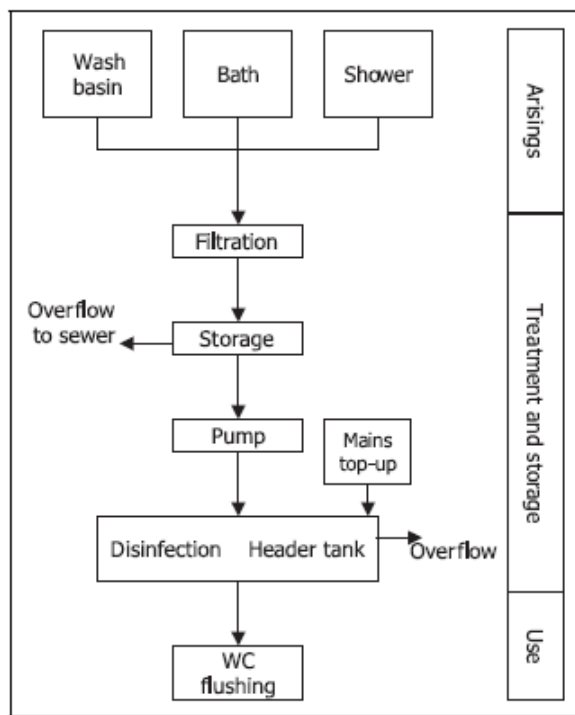 Wash
basin
Bath
Shower
Arisings
Filtration
Overflow
to sewer
Storage
Treatment and storage
Pump
Mains
top-up
Disinfection Header tank
Overflow
WC
flushing
Use